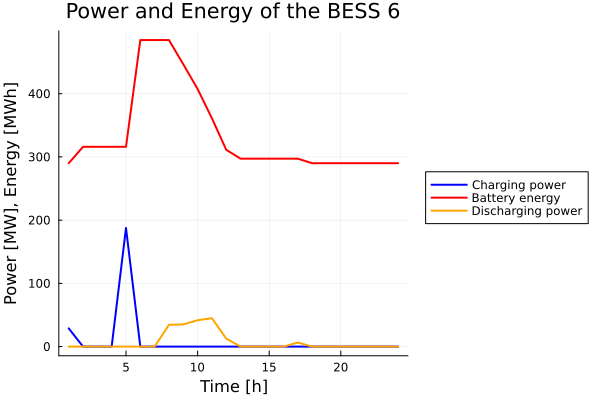 Power and Energy of the BESS 6
Power [MW], Energy [MWh]
400
300
200
100
0
5
10
15
20
Time [h]
Charging power
Battery energy
Discharging power